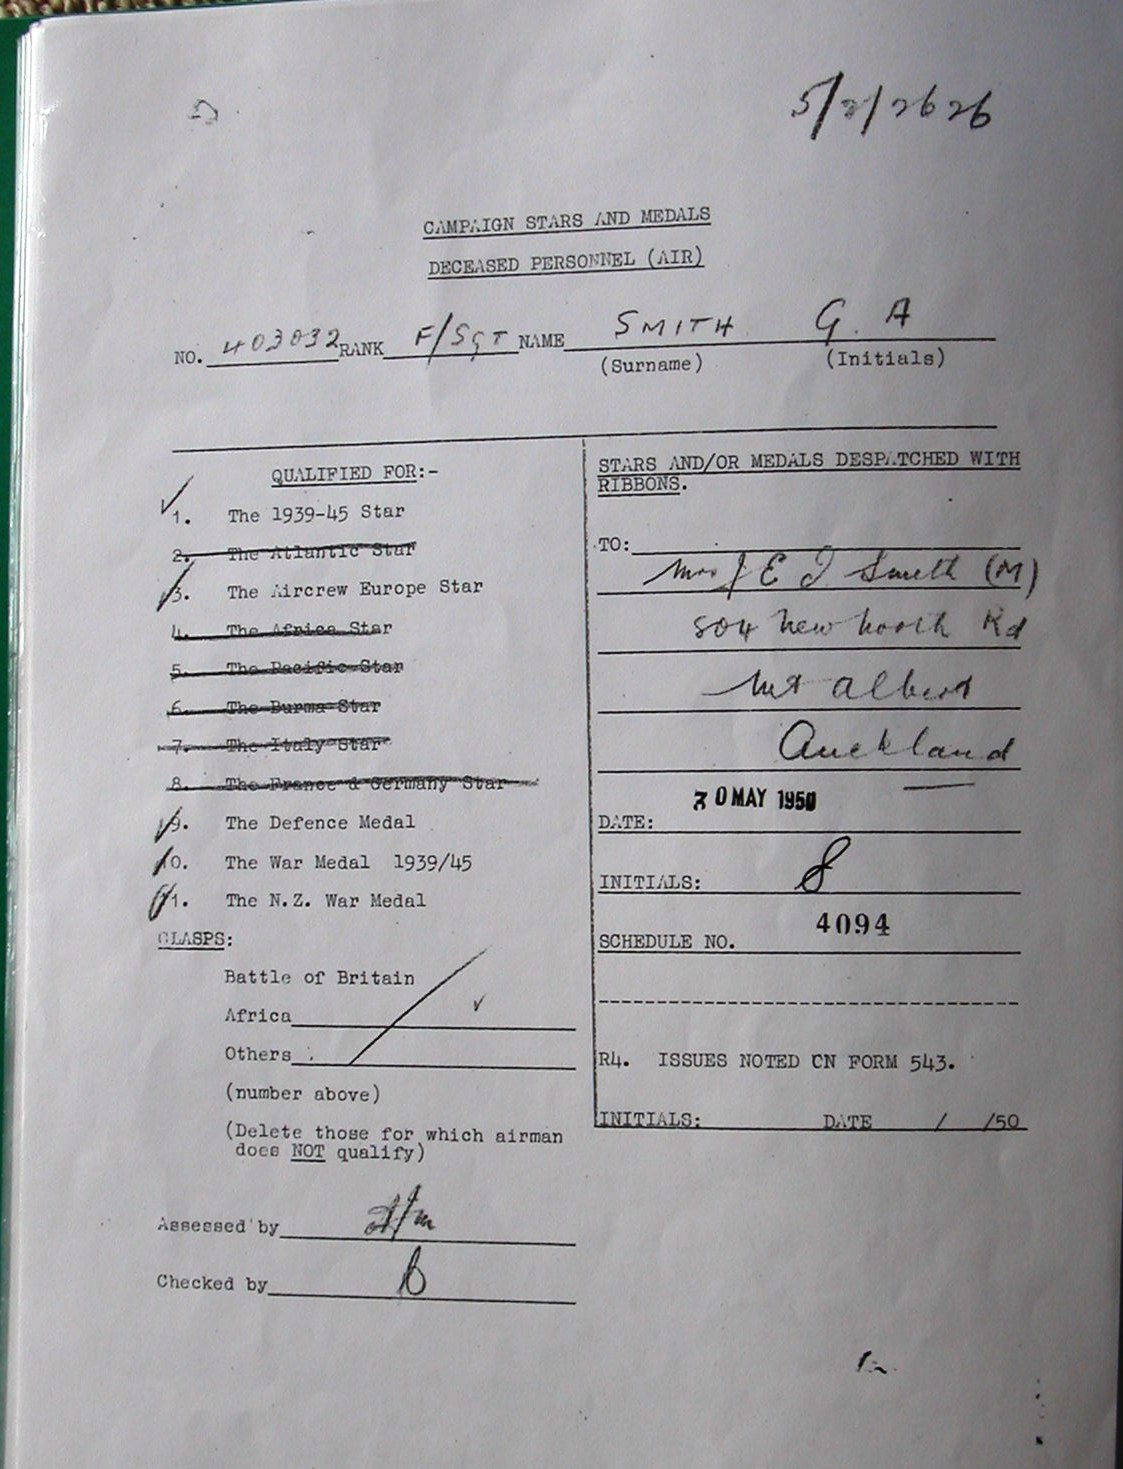 5/2/2626
CAMPAIGN STARS AND MEDALS
DECEASED PERSONNEL (AIR)
NO. 403032 RANK F/SGT NAME SMITH G. A
(Surname) (Initials)
QUALIFIED FOR:-
1. The 1939-45 Star
2. The Atlantic Star
3. The Aircrew Europe Star
4. The Africa Star
5. The Pacific Star
6. The Burma Star
7. The Italy Star
8. The France & Germany Star
9. The Defence Medal
10. The War Medal 1939/45
11. The N.Z. War Medal
CLASPS:
Battle of Britain
Africa
Others
(number above)
(Delete those for which airman
does NOT qualify)
Assessed by
Checked by
STARS AND/OR MEDALS DESPATCHED WITH
RIBBONS.
TO:
Mrs J E I Smith (M)
804 New North Rd
Mt Albert
Auckland
DATE: 30 MAY 1950
INITIALS:
SCHEDULE NO. 4094
R4. ISSUES NOTED ON FORM 543.
INITIALS: DATE / /50